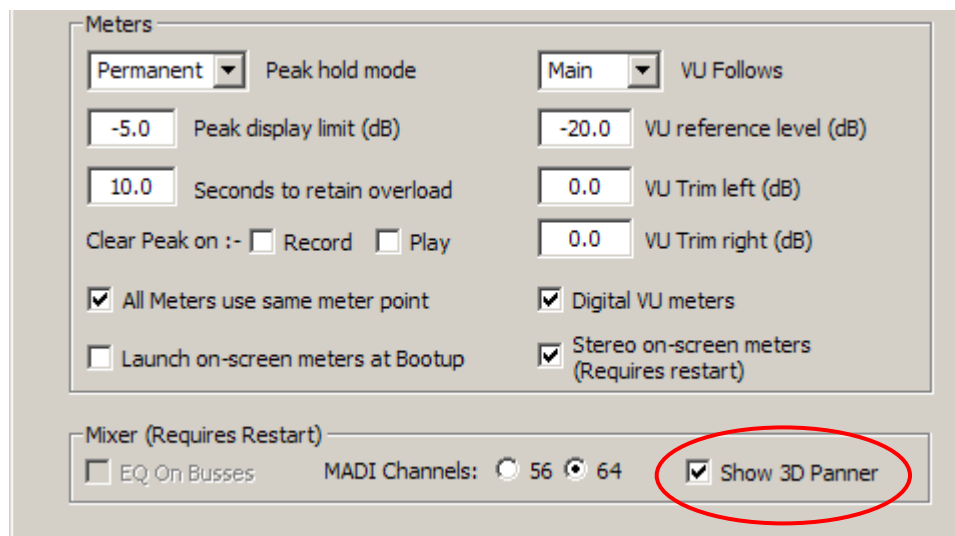 Meters
Permanent Peak hold mode Main VU Follows
-5.0 Peak display limit (dB) -20.0 VU reference level (dB)
10.0 Seconds to retain overload 0.0 VU Trim left (dB)
Clear Peak on :- Record Play 0.0 VU Trim right (dB)
All Meters use same meter point Digital VU meters
Launch on-screen meters at Bootup Stereo on-screen meters
(Requires restart)
Mixer (Requires Restart)
EQ On Busses MADI Channels: 56 64 Show 3D Panner